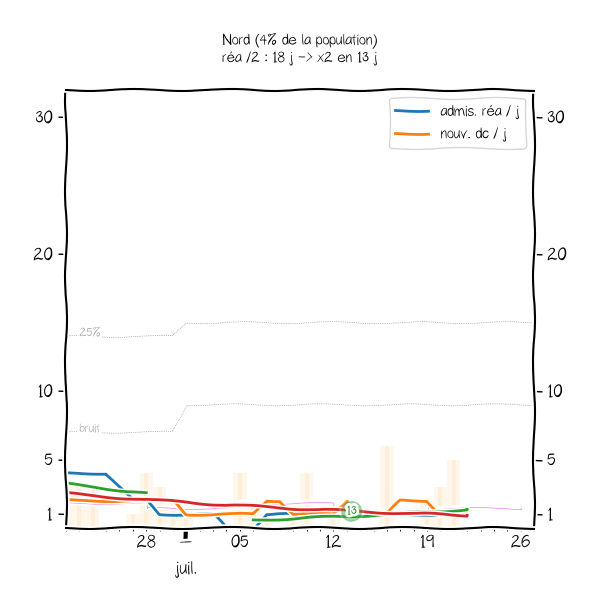 Nord (4% de la population)
réa /2 : 18 j -> x2 en 13 j
admis. réa / j
nouv. dc / j
30
30
20
20
25%
10
10
bruit
5
5
13
1
1
28
05
12
19
26
juil.